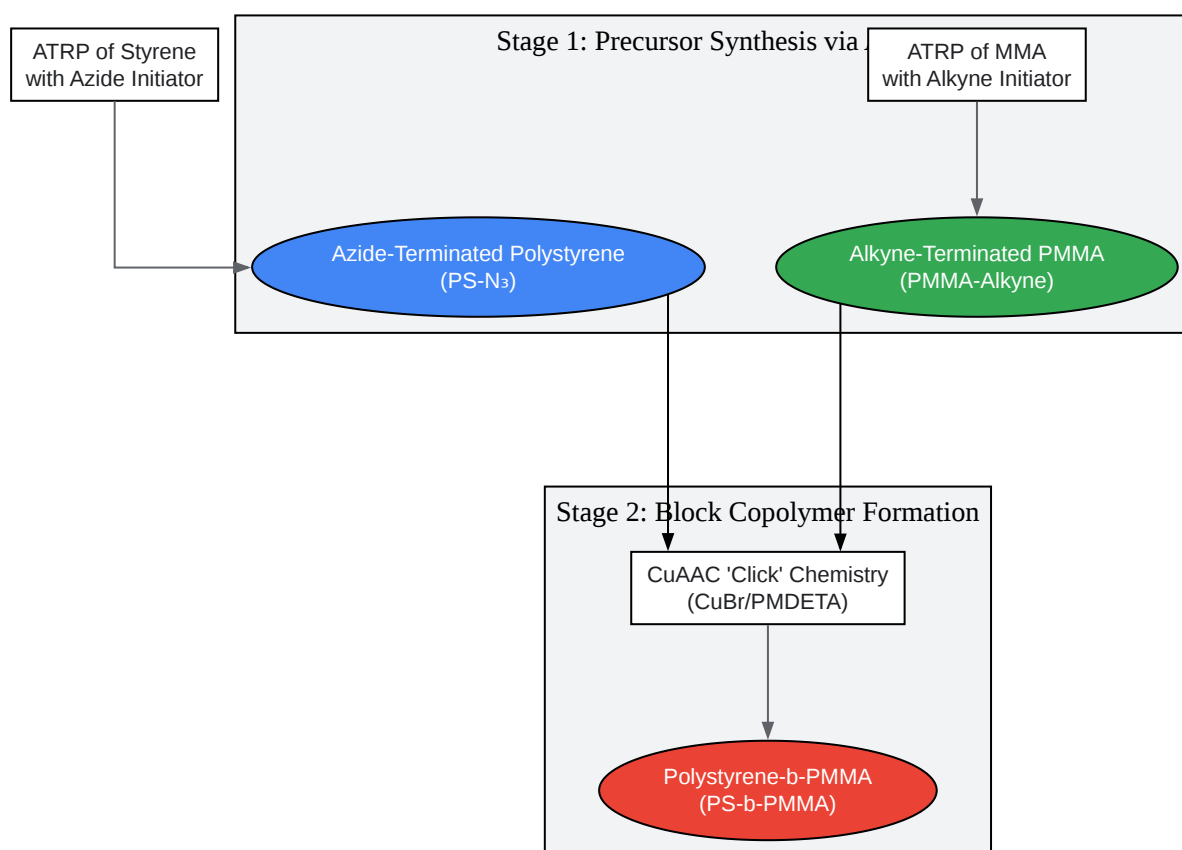 Stage 1: Precursor Synthesis via
ATRP of Styrene
with Azide Initiator
ATRP of MMA
with Alkyne Initiator
Azide-Terminated Polystyrene
(PS-N₃)
Alkyne-Terminated PMMA
(PMMA-Alkyne)
Stage 2: Block Copolymer Formation
CuAAC 'Click' Chemistry
(CuBr/PMDETA)
Polystyrene-b-PMMA
(PS-b-PMMA)